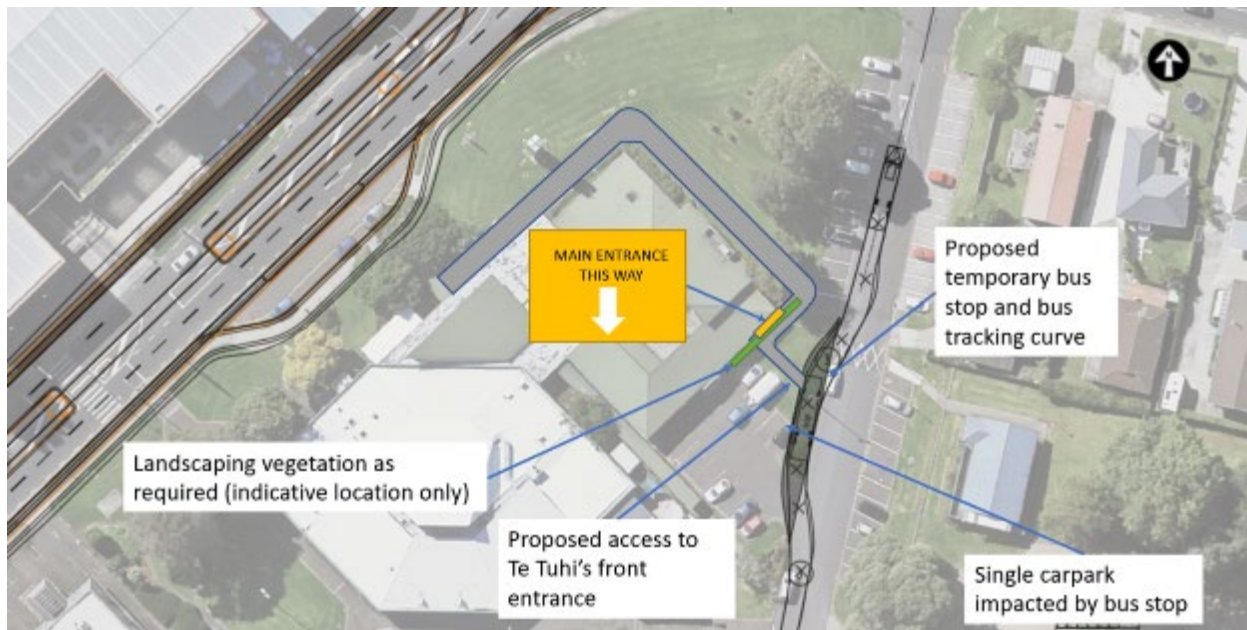 MAIN ENTRANCE
THIS WAY
Proposed
temporary bus
stop and bus
tracking curve
Landscaping vegetation as
required (indicative location only)
Proposed access to
Te Tuhi's front
entrance
Single carpark
impacted by bus stop